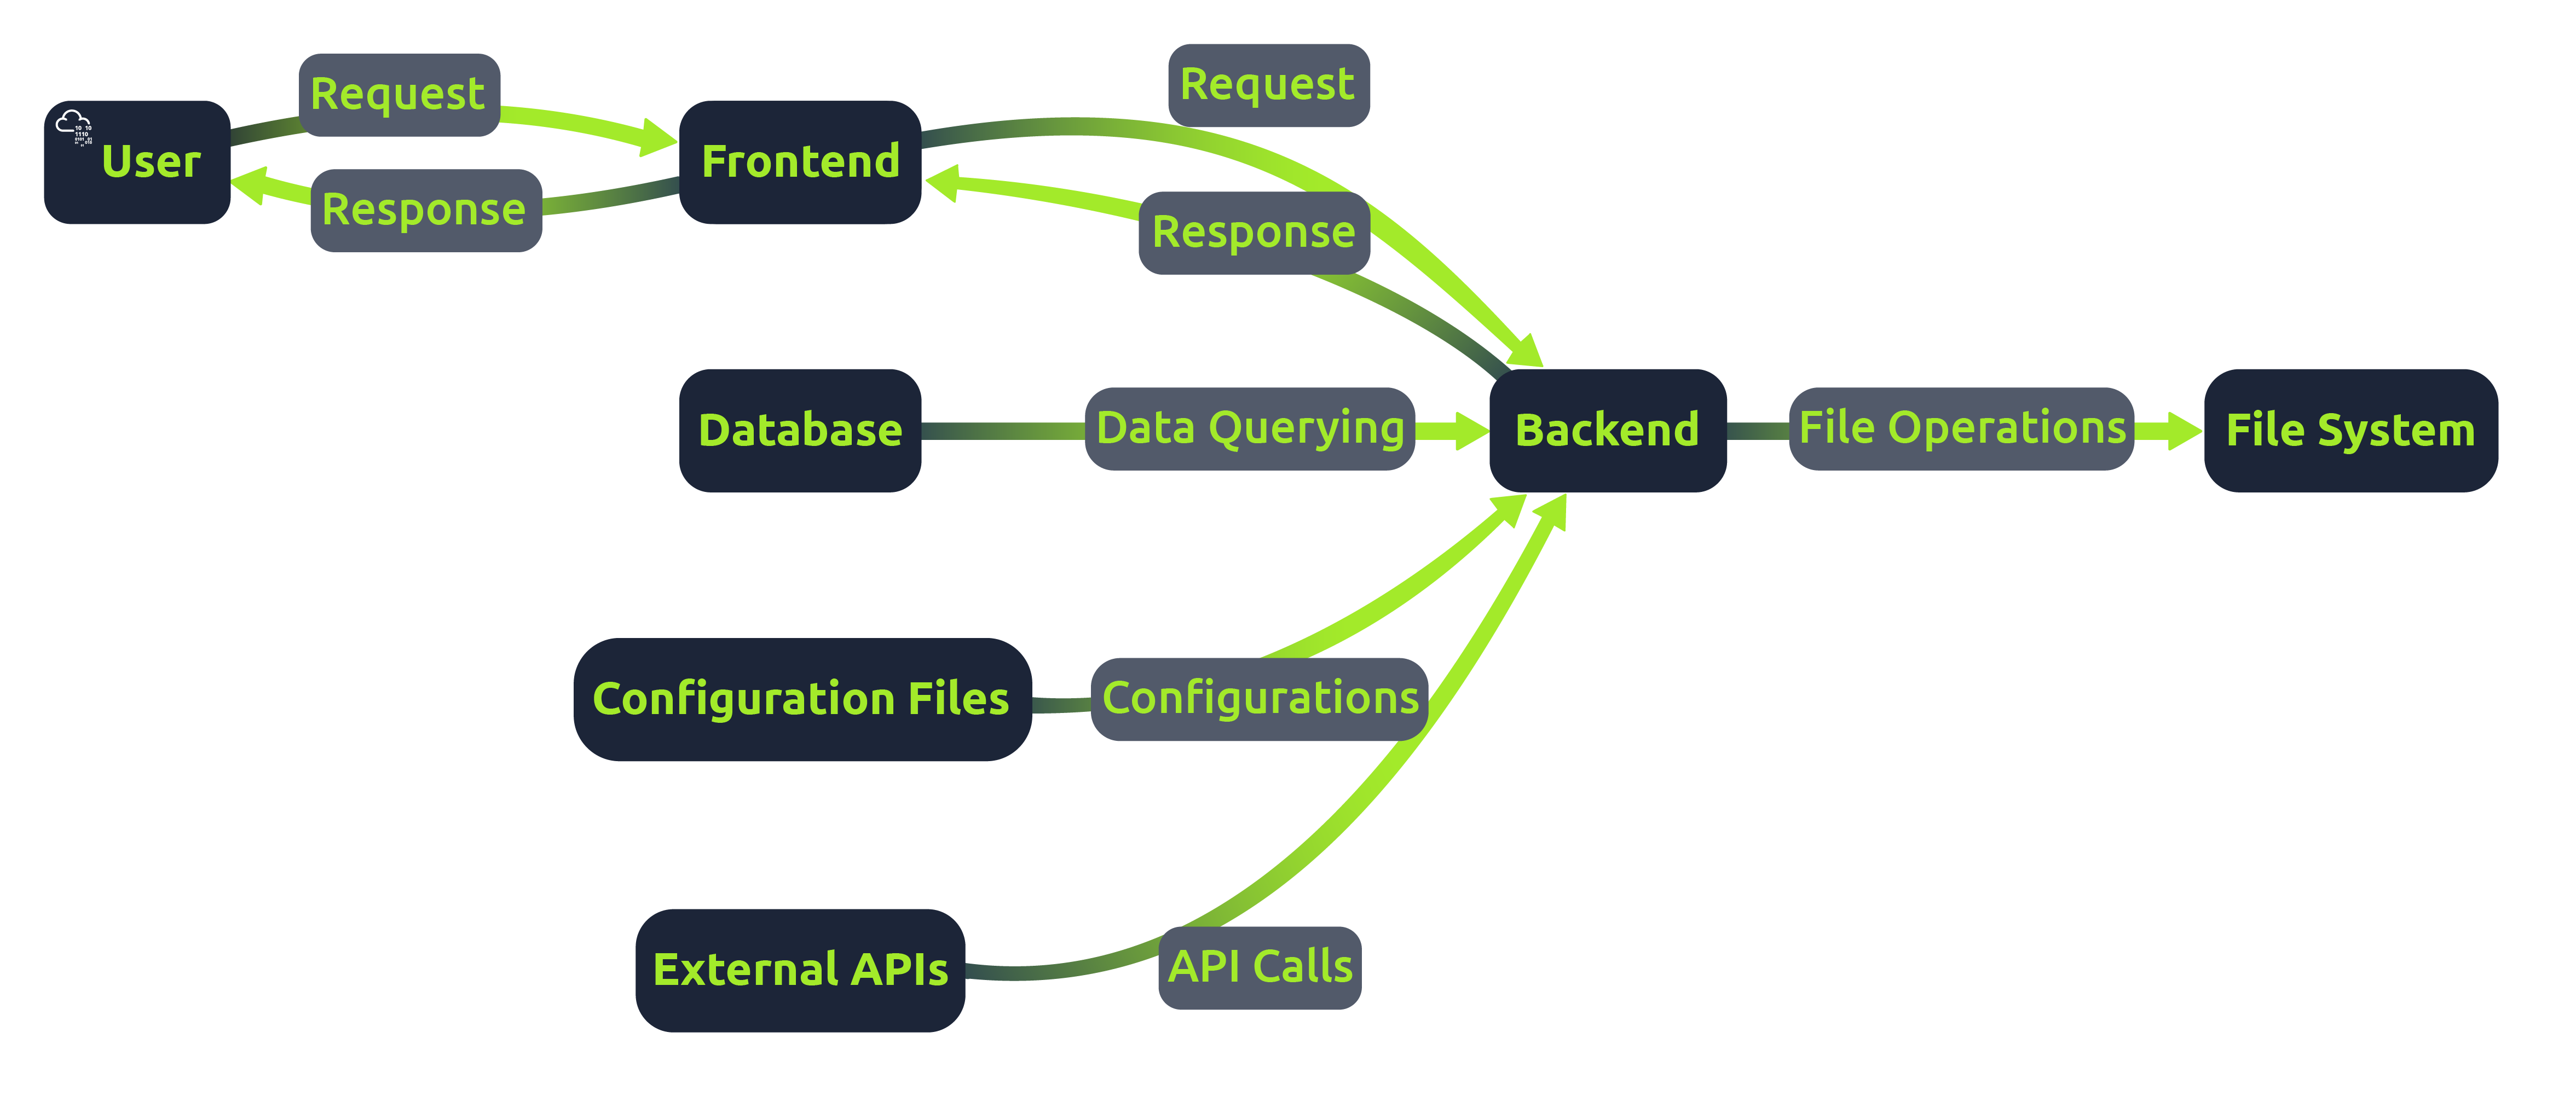 Request
Request
User
Frontend
Response
Response
Database
Data Querying
Backend
File Operations
File System
Configuration Files
Configurations
External APIs
API Calls